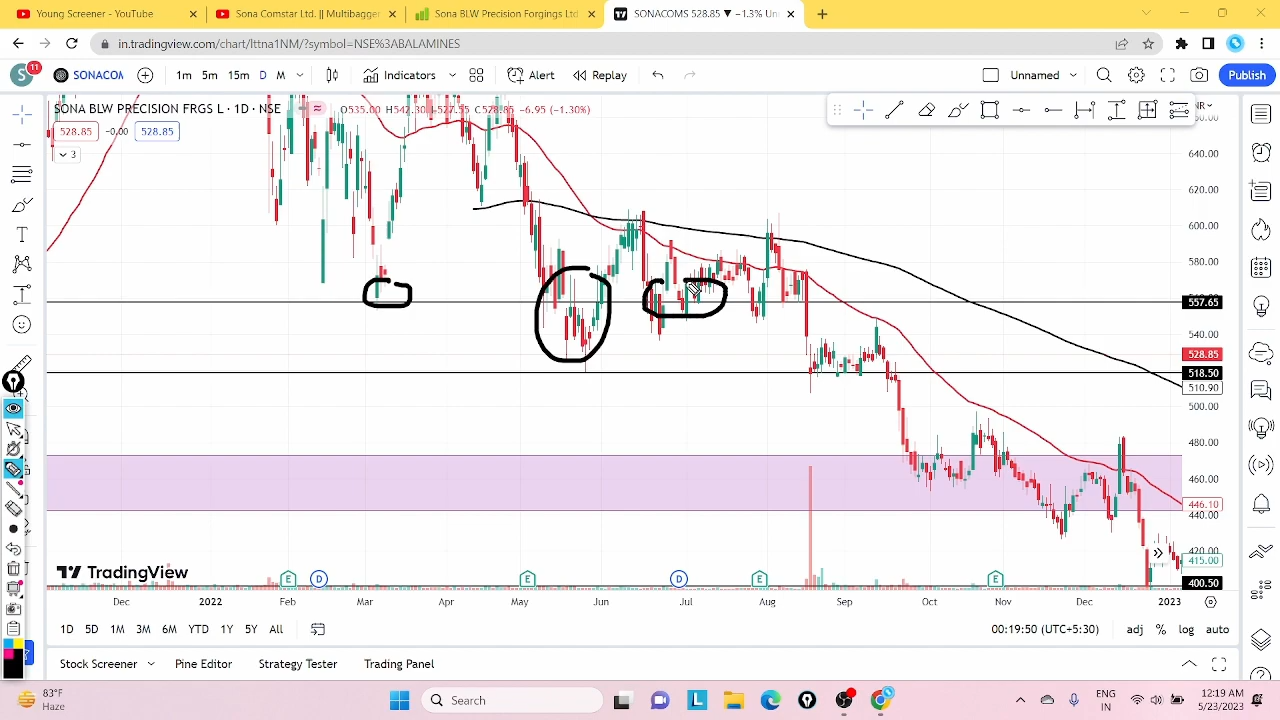 Young Screener - YouTube
Sona Comstar Ltd. || Multibagger
Sona BLW Precision Forgings Ltd
SONACOMS 528.85 ▼ −1.3% Un
in.tradingview.com/chart/lttna1NM/?symbol=NSE%3ABALAMINES
S
11
SONACOM
1m 5m 15m D M
Indicators
Alert
Replay
Unnamed
Publish
SONA BLW PRECISION FRGS L · 1D · NSE
528.85 -0.00 528.85
3
640.00
620.00
600.00
557.65
540.00
528.85
518.50
510.90
500.00
480.00
460.00
446.10
440.00
420.00
415.00
400.50
TradingView
E D E D E E
Dec 2022 Feb Mar Apr May Jun Jul Aug Sep Oct Nov Dec 2023
1D 5D 1M 3M 6M YTD 1Y 5Y All
00:19:50 (UTC+5:30)
adj % log auto
Stock Screener
Pine Editor
Strategy Tester
Trading Panel
83°F
Haze
Search
ENG
IN
12:19 AM
5/23/2023